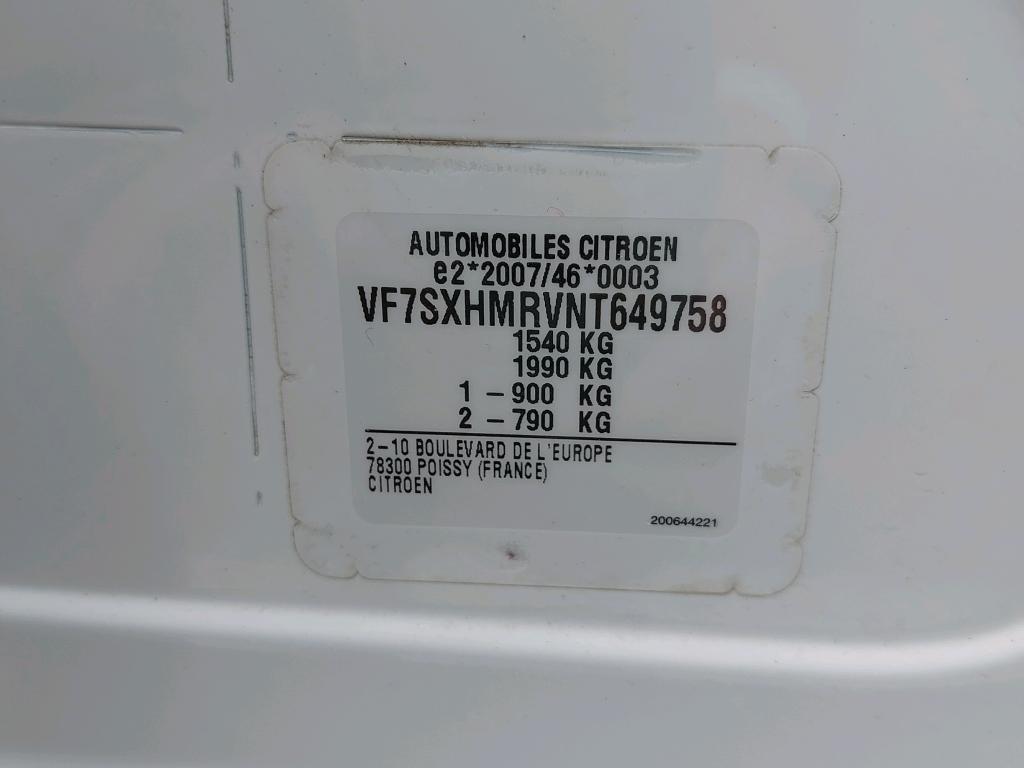 AUTOMOBILES CITROEN
e2*2007/46*0003
VF7SXHMRVNT649758
1540 KG
1990 KG
1 - 900 KG
2 - 790 KG
2-10 BOULEVARD DE L'EUROPE
78300 POISSY (FRANCE)
CITROEN
200644221